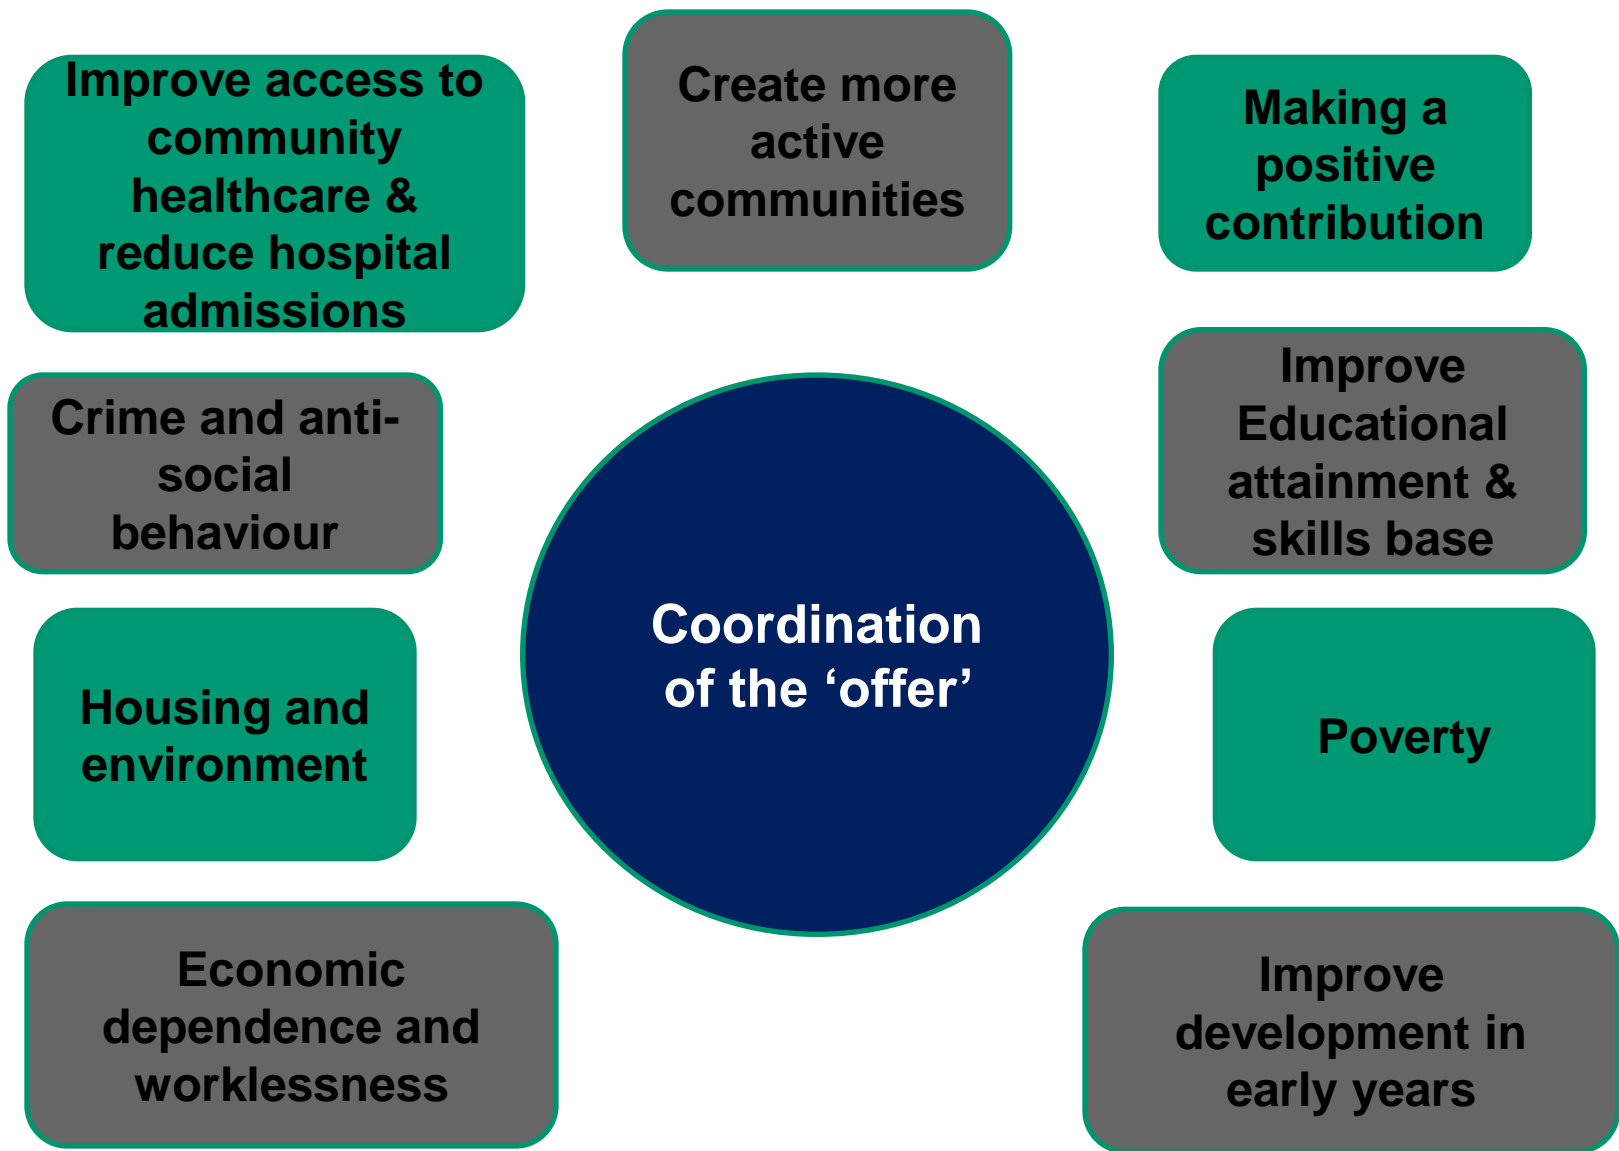 Improve access to
community
healthcare &
reduce hospital
admissions
Create more
active
communities
Making a
positive
contribution
Crime and anti-
social
behaviour
Improve
Educational
attainment &
skills base
Coordination
of the ‘offer’
Housing and
environment
Poverty
Economic
dependence and
worklessness
Improve
development in
early years